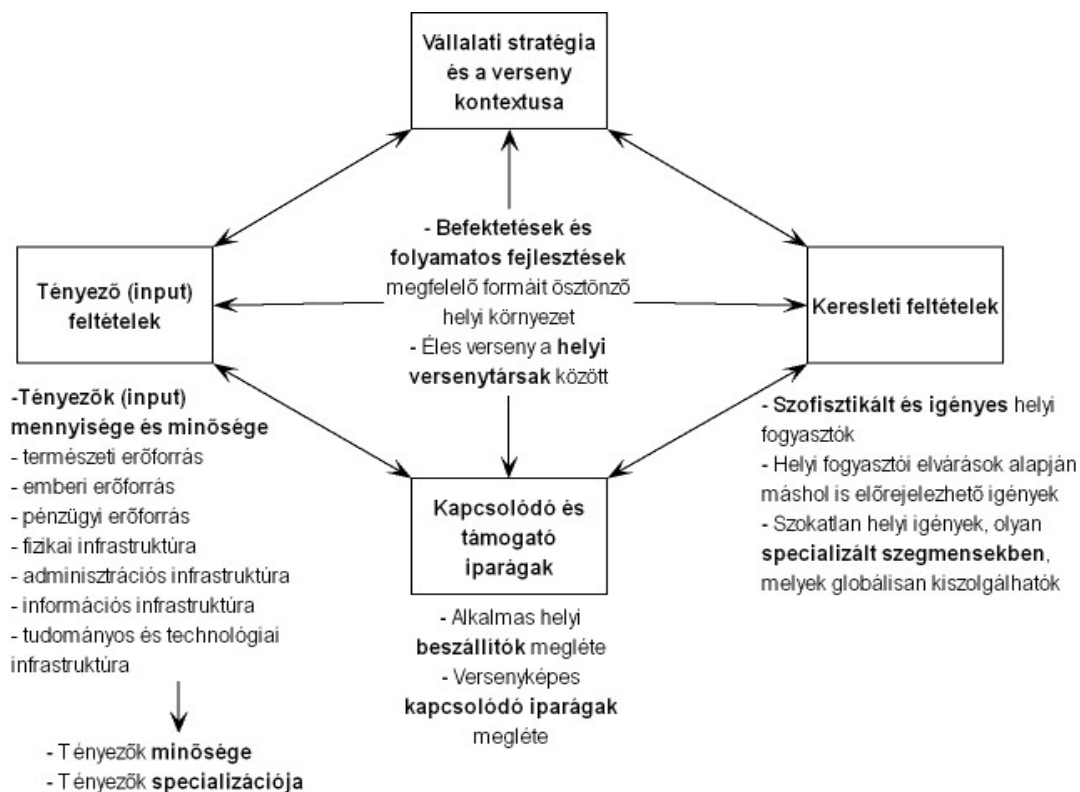 Vállalati stratégia
és a verseny
kontextusa
- Befektetések és
folyamatos fejlesztések
megfelelő formáit ösztönző
helyi környezet
- Éles verseny a helyi
versenytársak között
Tényező (input)
feltételek
Keresleti feltételek
-Tényezők (input)
mennyisége és minősége
- természeti erőforrás
- emberi erőforrás
- pénzügyi erőforrás
- fizikai infrastruktúra
- adminisztrációs infrastruktúra
- információs infrastruktúra
- tudományos és technológiai
infrastruktúra
- Tényezők minősége
- Tényezők specializációja
Kapcsolódó és
támogató
iparágak
- Alkalmas helyi
beszállítók megléte
- Versenyképes
kapcsolódó iparágak
megléte
- Szofisztikált és igényes helyi
fogyasztók
- Helyi fogyasztói elvárások alapján
máshol is előrejelezhető igények
- Szokatlan helyi igények, olyan
specializált szegmensekben,
melyek globálisan kiszolgálhatók